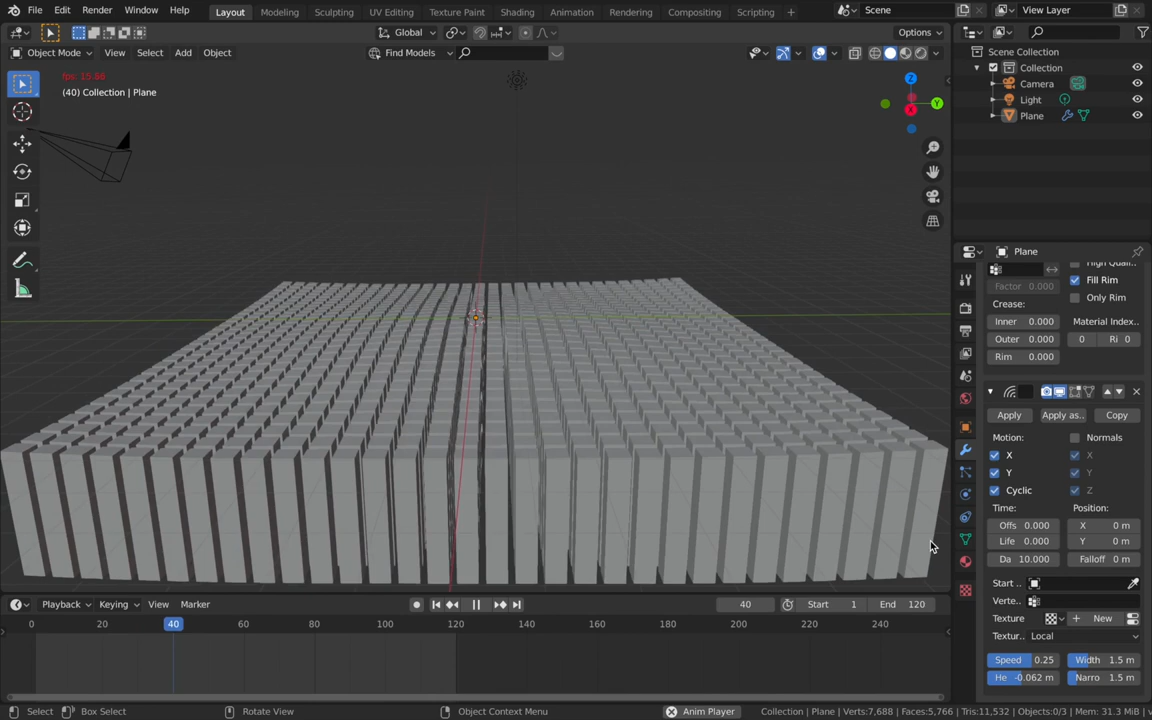 File Edit Render Window Help Layout Modeling Sculpting UV Editing Texture Paint Shading Animation Rendering Compositing Scripting + Scene View Layer
Global Options
Object Mode View Select Add Object Find Models
Scene Collection
Collection
Camera
Light
Plane
fps: 15.86
(40) Collection | Plane
Z
Y
X
Plane
Fill Rim
Factor 0.000
Only Rim
Crease:
Inner 0.000 Material Index..
Outer 0.000 0 Ri 0
Rim 0.000
Apply Apply as.. Copy
Motion: Normals
X X
Y Y
Cyclic Z
Time: Position:
Offs 0.000 X 0 m
Life 0.000 Y 0 m
Da 10.000 Falloff 0 m
Start ..
Verte..
Texture + New
Textur.. Local
Speed 0.25 Width 1.5 m
He -0.062 m Narro 1.5 m
Playback Keying View Marker 40 Start 1 End 120
0 20 40 60 80 100 120 140 160 180 200 220 240
Select Box Select Rotate View Object Context Menu Anim Player Collection | Plane | Verts:7,688 | Faces:5,766 | Tris:11,532 | Objects:0/3 | Mem: 31.3 MiB